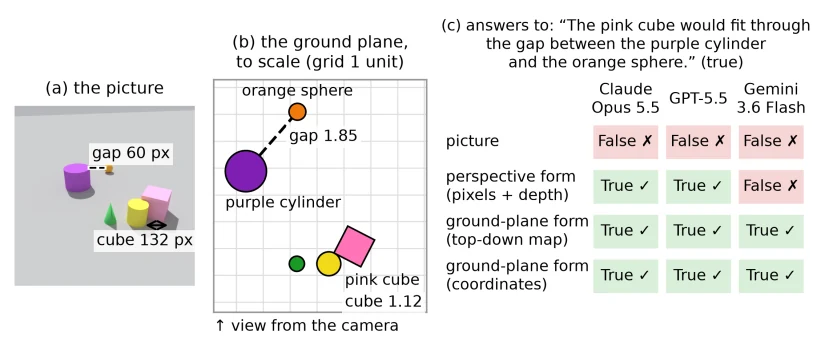 (a) the picture
gap 60 px
cube 132 px
(b) the ground plane,
to scale (grid 1 unit)
orange sphere
gap 1.85
purple cylinder
pink cube
cube 1.12
↑ view from the camera
(c) answers to: “The pink cube would fit through
the gap between the purple cylinder
and the orange sphere.” (true)
Claude
Opus 5.5
GPT-5.5
Gemini
3.6 Flash
picture
False ✗ False ✗ False ✗
perspective form
(pixels + depth)
True ✓ True ✓ False ✗
ground-plane form
(top-down map)
True ✓ True ✓ True ✓
ground-plane form
(coordinates)
True ✓ True ✓ True ✓